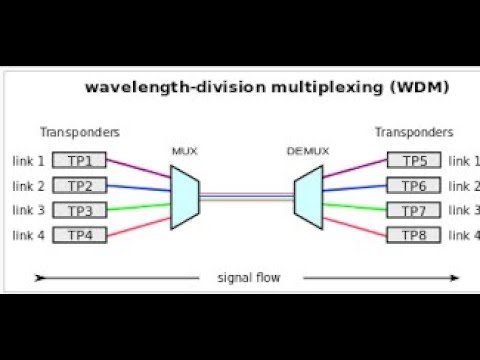 wavelength-division multiplexing (WDM)
Transponders
Transponders
MUX
DEMUX
link 1 TP1
TP5 link 1
link 2 TP2
TP6 link 2
link 3 TP3
TP7 link 3
link 4 TP4
TP8 link 4
signal flow